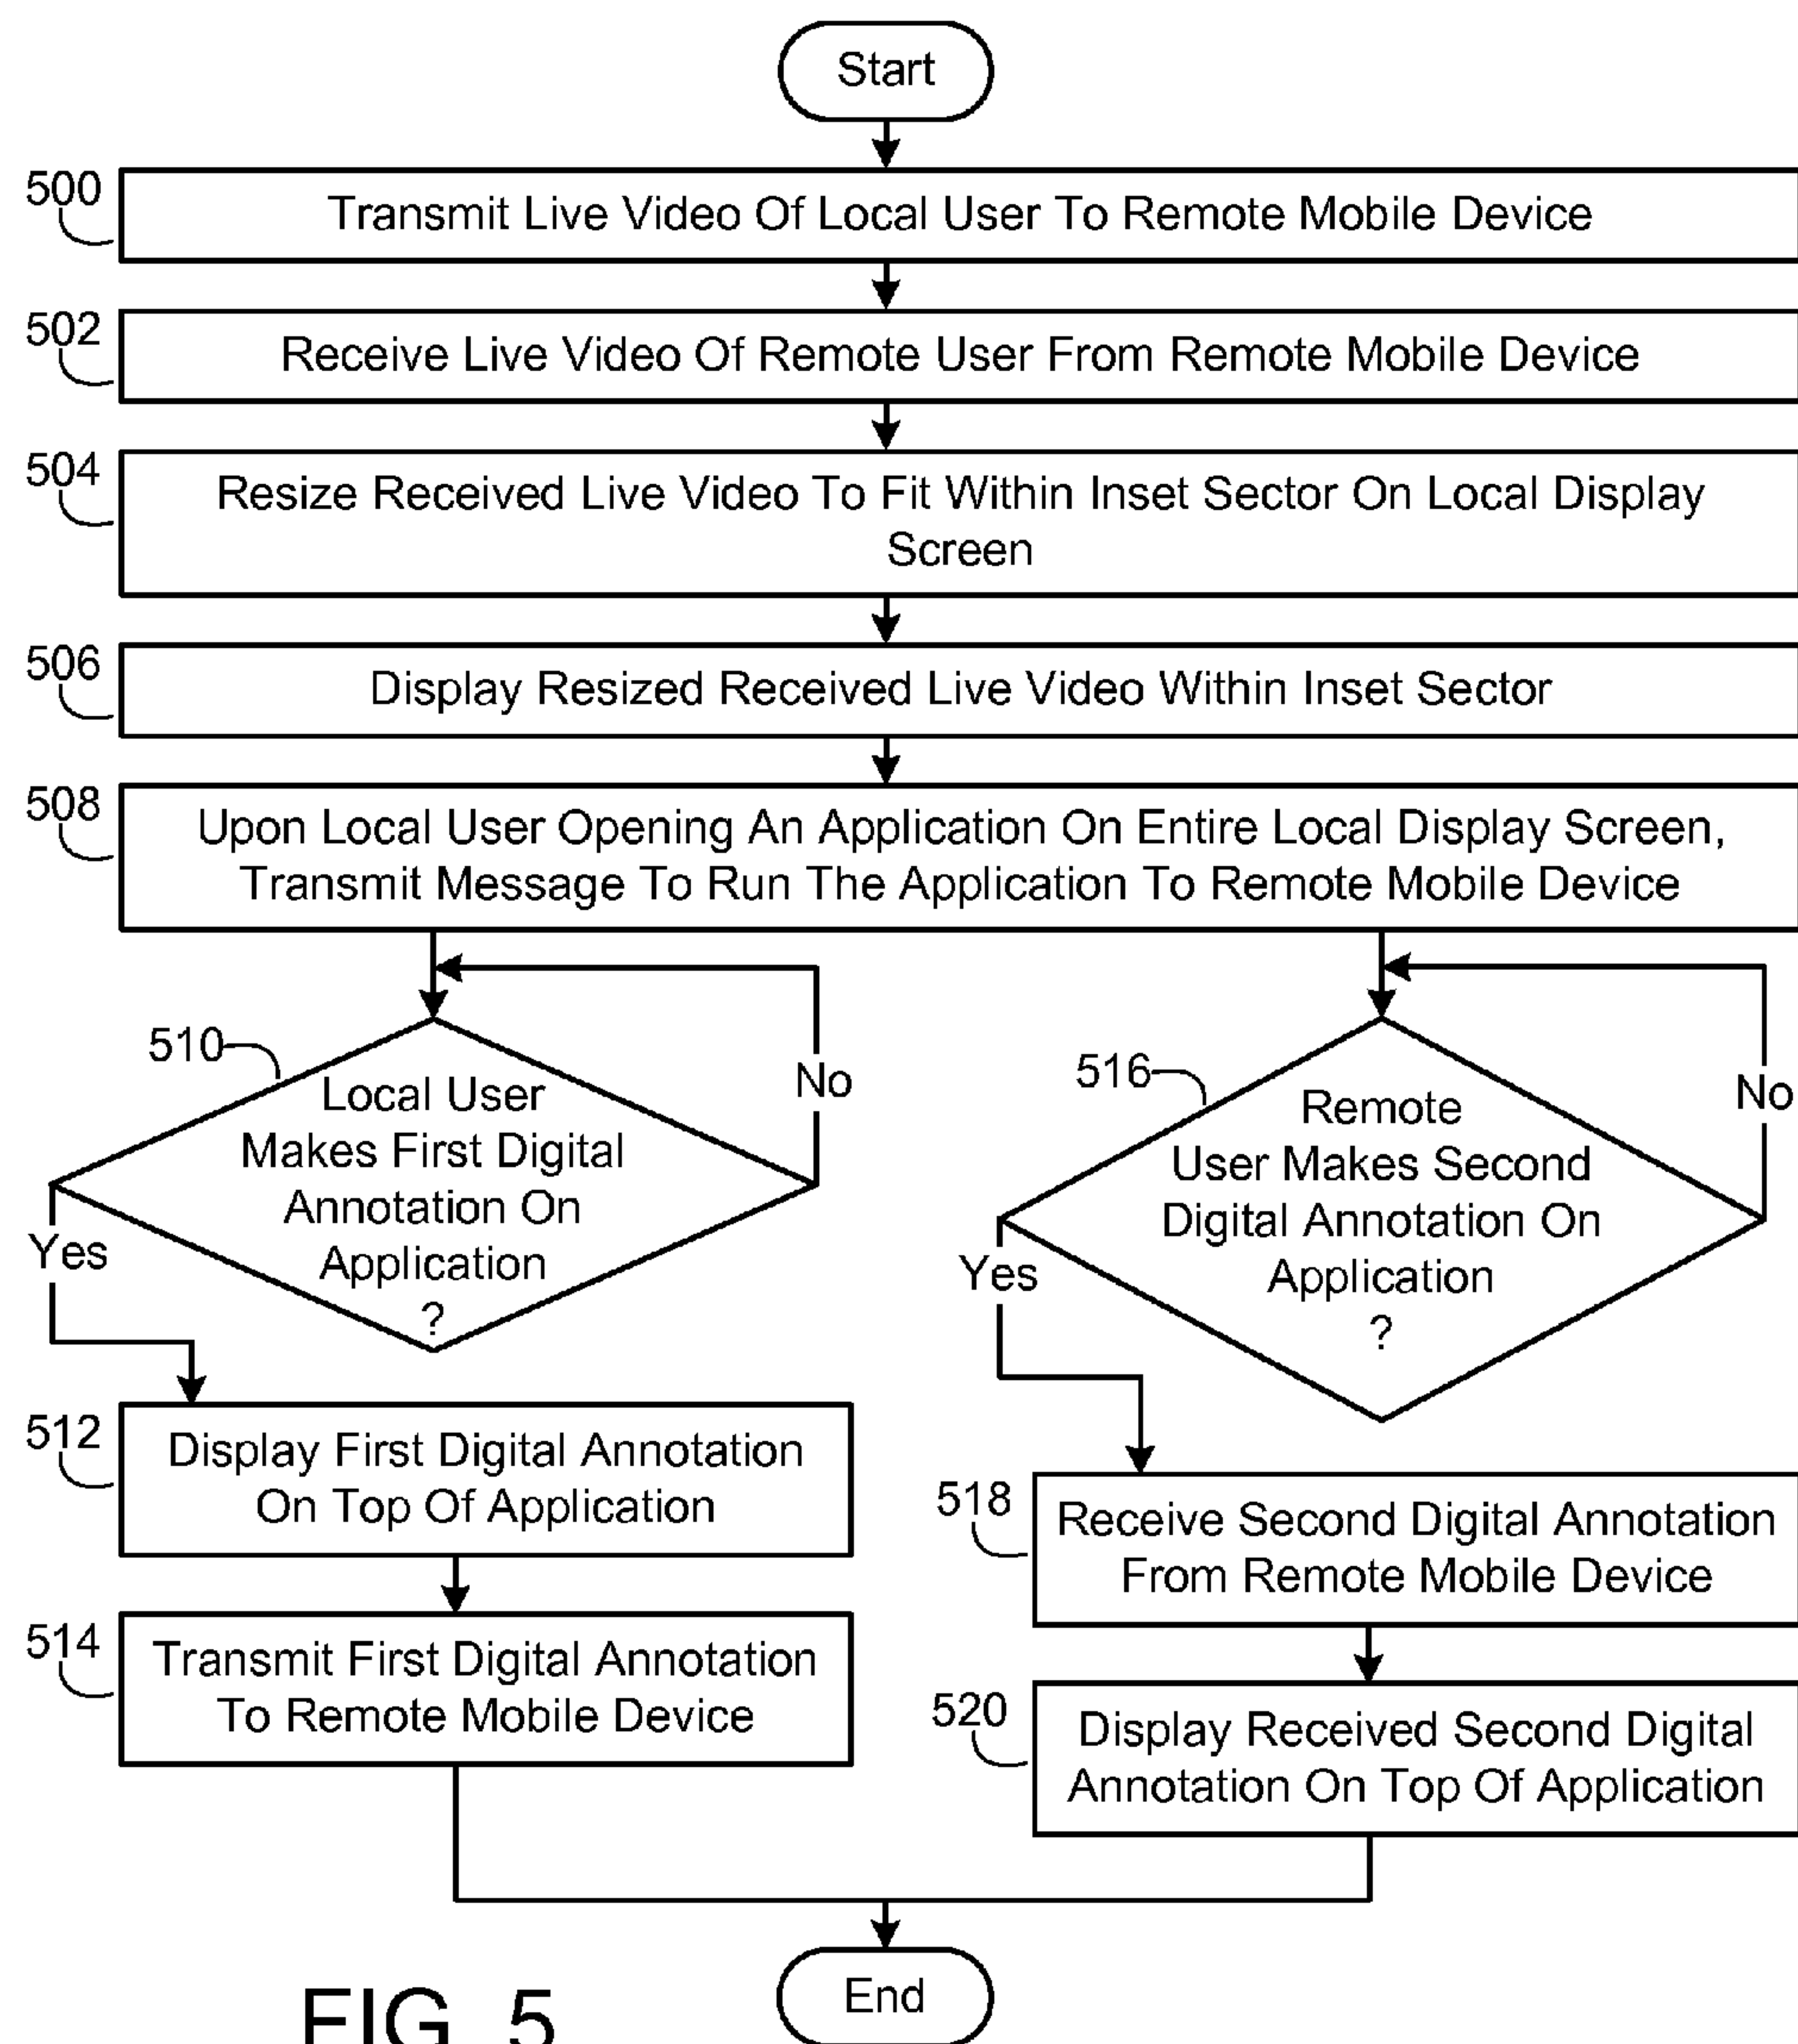 Start
500
Transmit Live Video Of Local User To Remote Mobile Device
502
Receive Live Video Of Remote User From Remote Mobile Device
504
Resize Received Live Video To Fit Within Inset Sector On Local Display
Screen
506
Display Resized Received Live Video Within Inset Sector
508
Upon Local User Opening An Application On Entire Local Display Screen,
Transmit Message To Run The Application To Remote Mobile Device
510
Local User
Makes First Digital
Annotation On
Application
?
No
Yes
512
Display First Digital Annotation
On Top Of Application
514
Transmit First Digital Annotation
To Remote Mobile Device
516
Remote
User Makes Second
Digital Annotation On
Application
?
No
Yes
518
Receive Second Digital Annotation
From Remote Mobile Device
520
Display Received Second Digital
Annotation On Top Of Application
End
FIG. 5